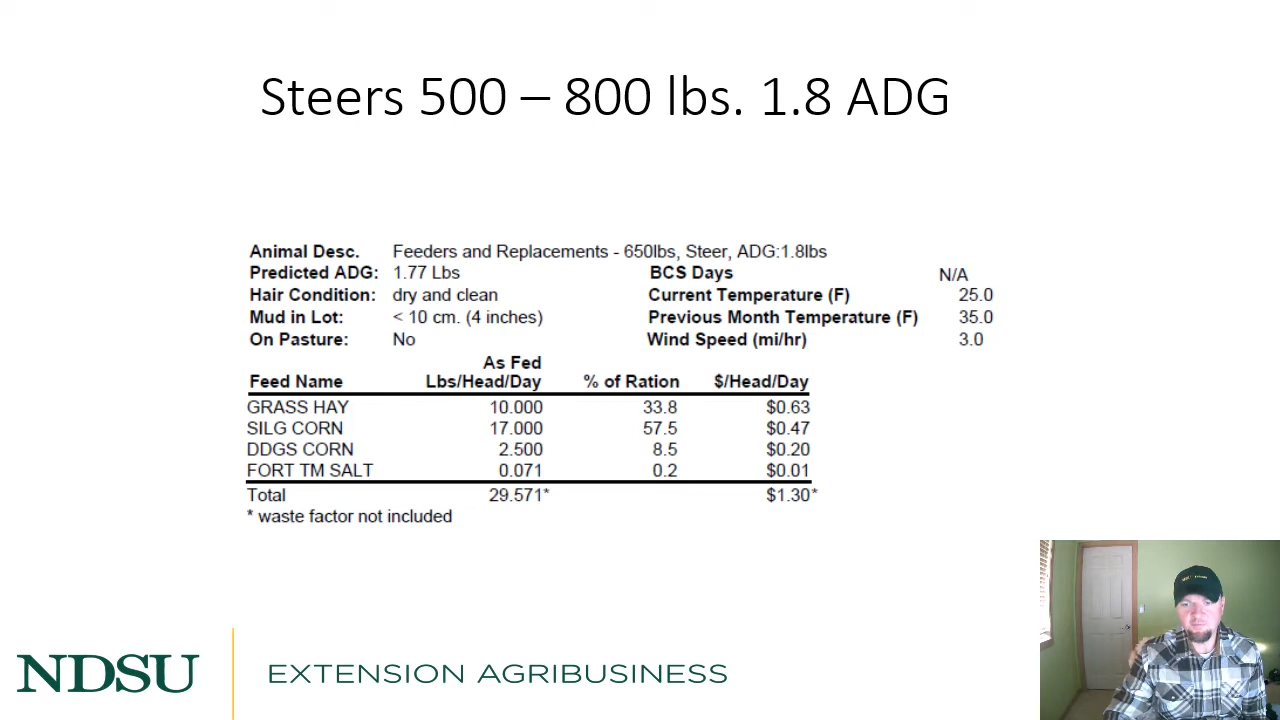 Steers 500 – 800 lbs. 1.8 ADG
Animal Desc. Feeders and Replacements - 650lbs, Steer, ADG:1.8lbs
Predicted ADG: 1.77 Lbs BCS Days N/A
Hair Condition: dry and clean Current Temperature (F) 25.0
Mud in Lot: < 10 cm. (4 inches) Previous Month Temperature (F) 35.0
On Pasture: No Wind Speed (mi/hr) 3.0
As Fed
Feed Name Lbs/Head/Day % of Ration $/Head/Day
GRASS HAY 10.000 33.8 $0.63
SILG CORN 17.000 57.5 $0.47
DDGS CORN 2.500 8.5 $0.20
FORT TM SALT 0.071 0.2 $0.01
Total 29.571* $1.30*
* waste factor not included
NDSU EXTENSION AGRIBUSINESS